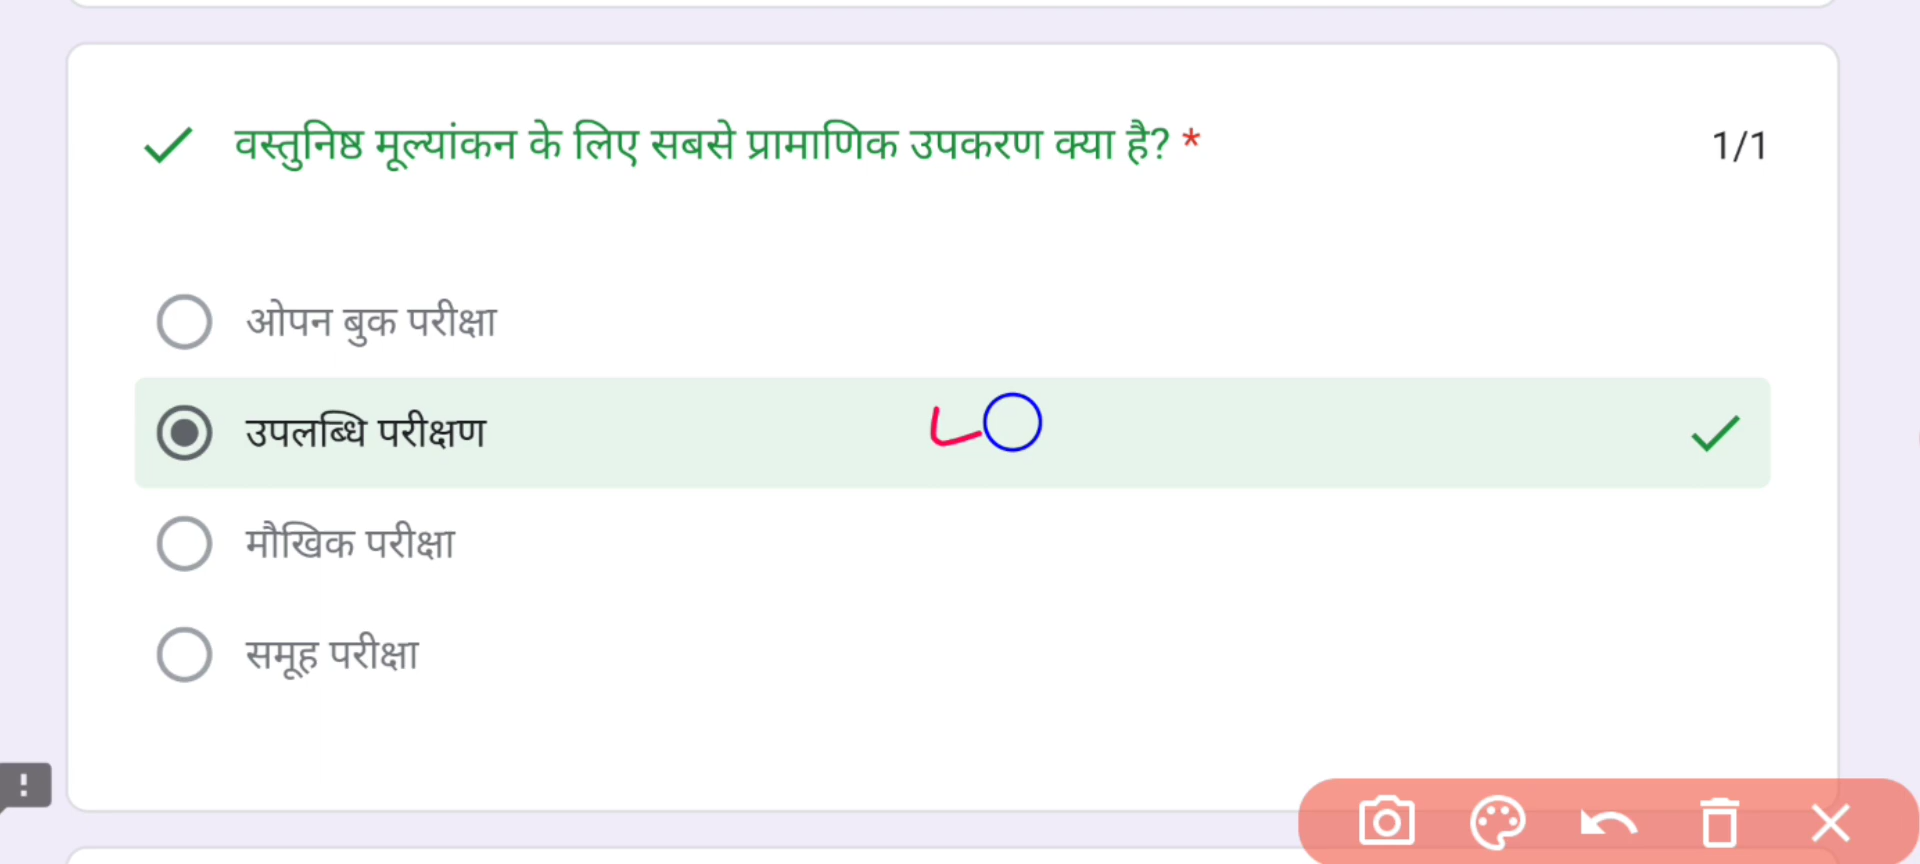 वस्तुनिष्ठ मूल्यांकन के लिए सबसे प्रामाणिक उपकरण क्या है? *
1/1
ओपन बुक परीक्षा
उपलब्धि परीक्षण
मौखिक परीक्षा
समूह परीक्षा